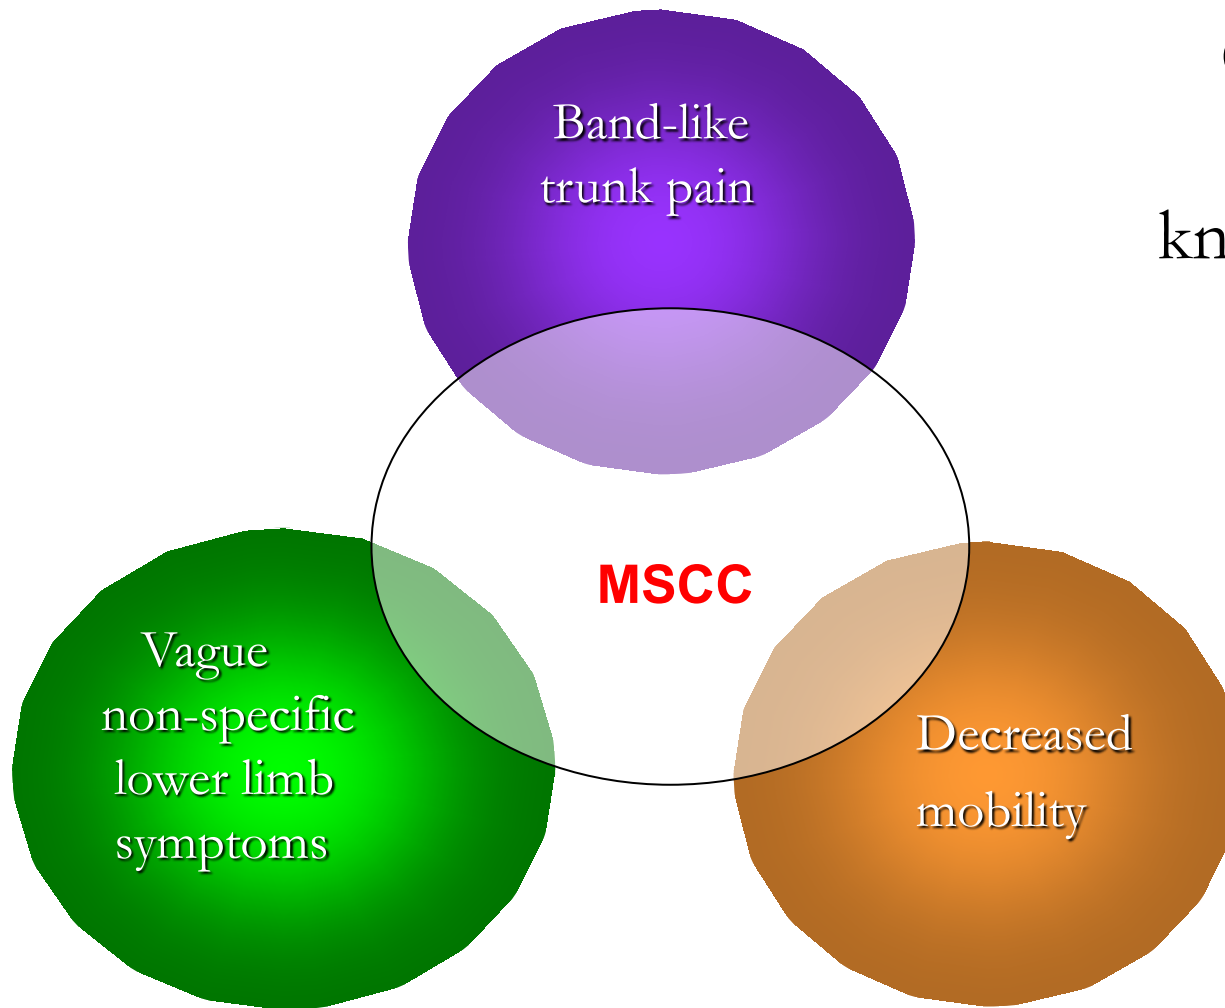 Band-like
trunk pain
MSCC
Vague
non-specific
lower limb
symptoms
Decreased
mobility